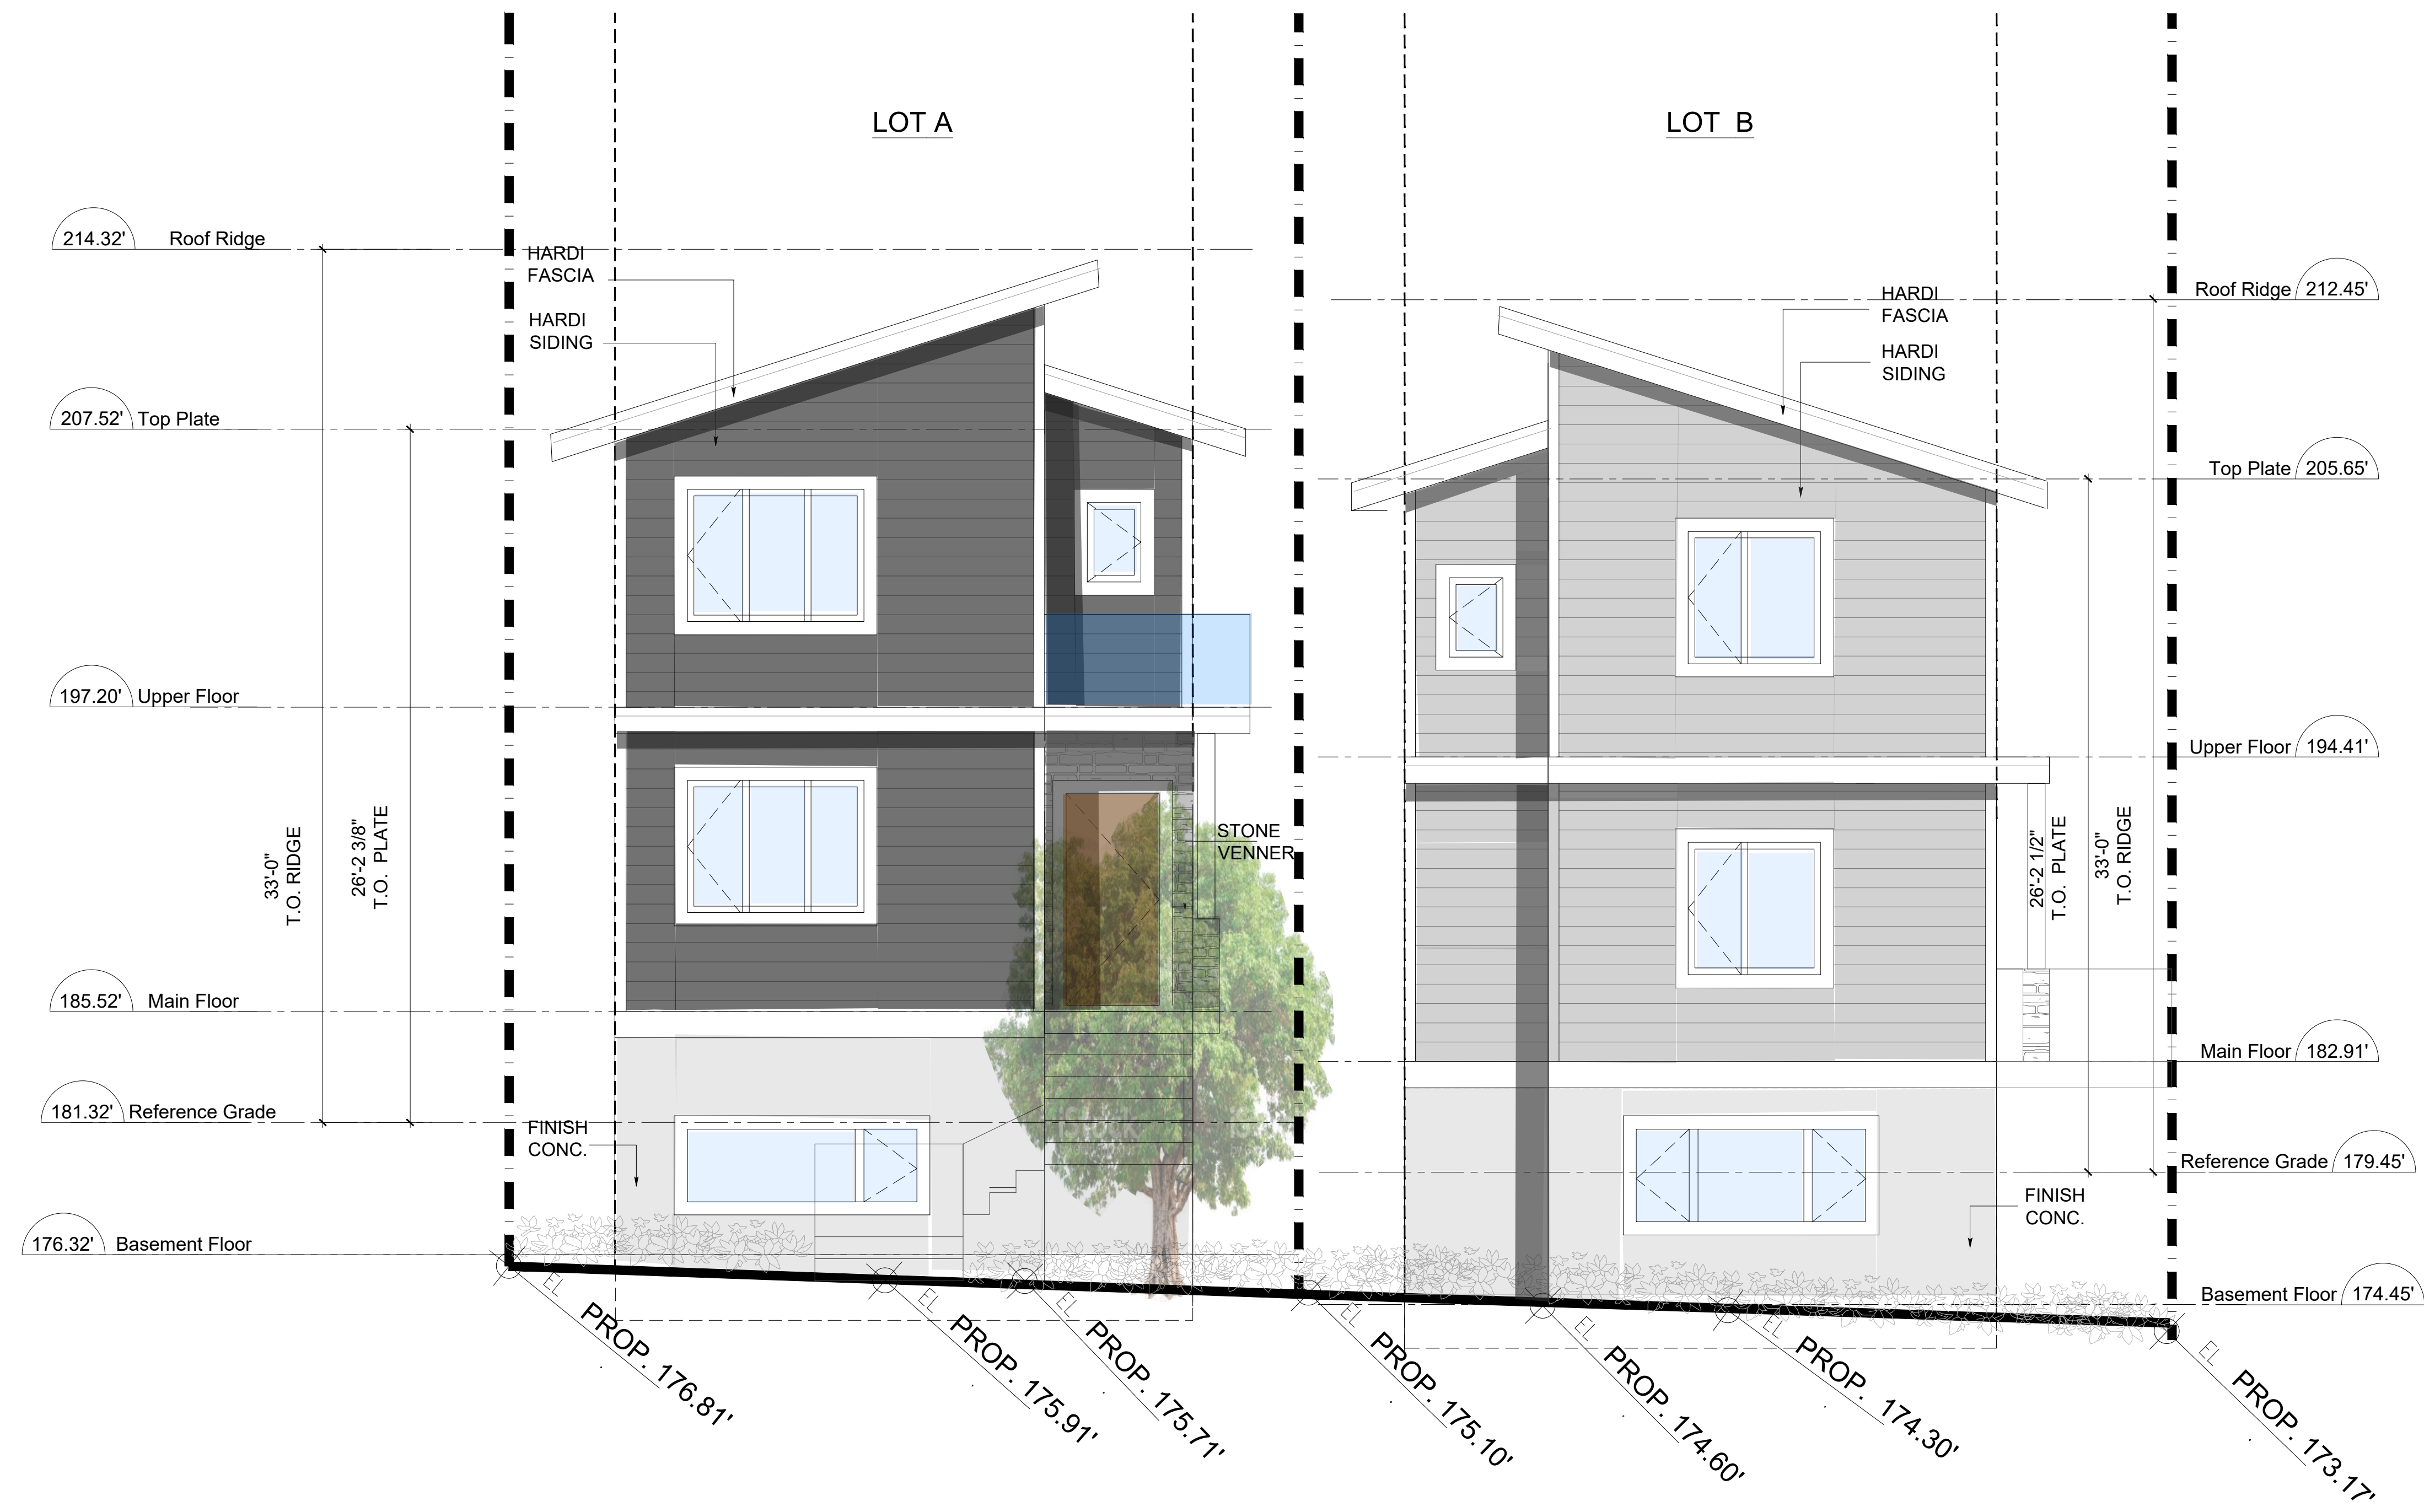 LOT A
LOT B
214.32' Roof Ridge
HARDI
FASCIA
HARDI
SIDING
207.52' Top Plate
197.20' Upper Floor
33'-0"
T.O. RIDGE
26'-2 3/8"
T.O. PLATE
STONE
VENNER
185.52' Main Floor
181.32' Reference Grade
FINISH
CONC.
176.32' Basement Floor
HARDI
FASCIA
HARDI
SIDING
Roof Ridge 212.45'
Top Plate 205.65'
Upper Floor 194.41'
26'-2 1/2"
T.O. PLATE
33'-0"
T.O. RIDGE
Main Floor 182.91'
Reference Grade 179.45'
FINISH
CONC.
Basement Floor 174.45'
EL PROP. 176.81'
EL PROP. 175.91'
EL PROP. 175.71'
EL PROP. 175.10'
EL PROP. 174.60'
EL PROP. 174.30'
EL PROP. 173.17'